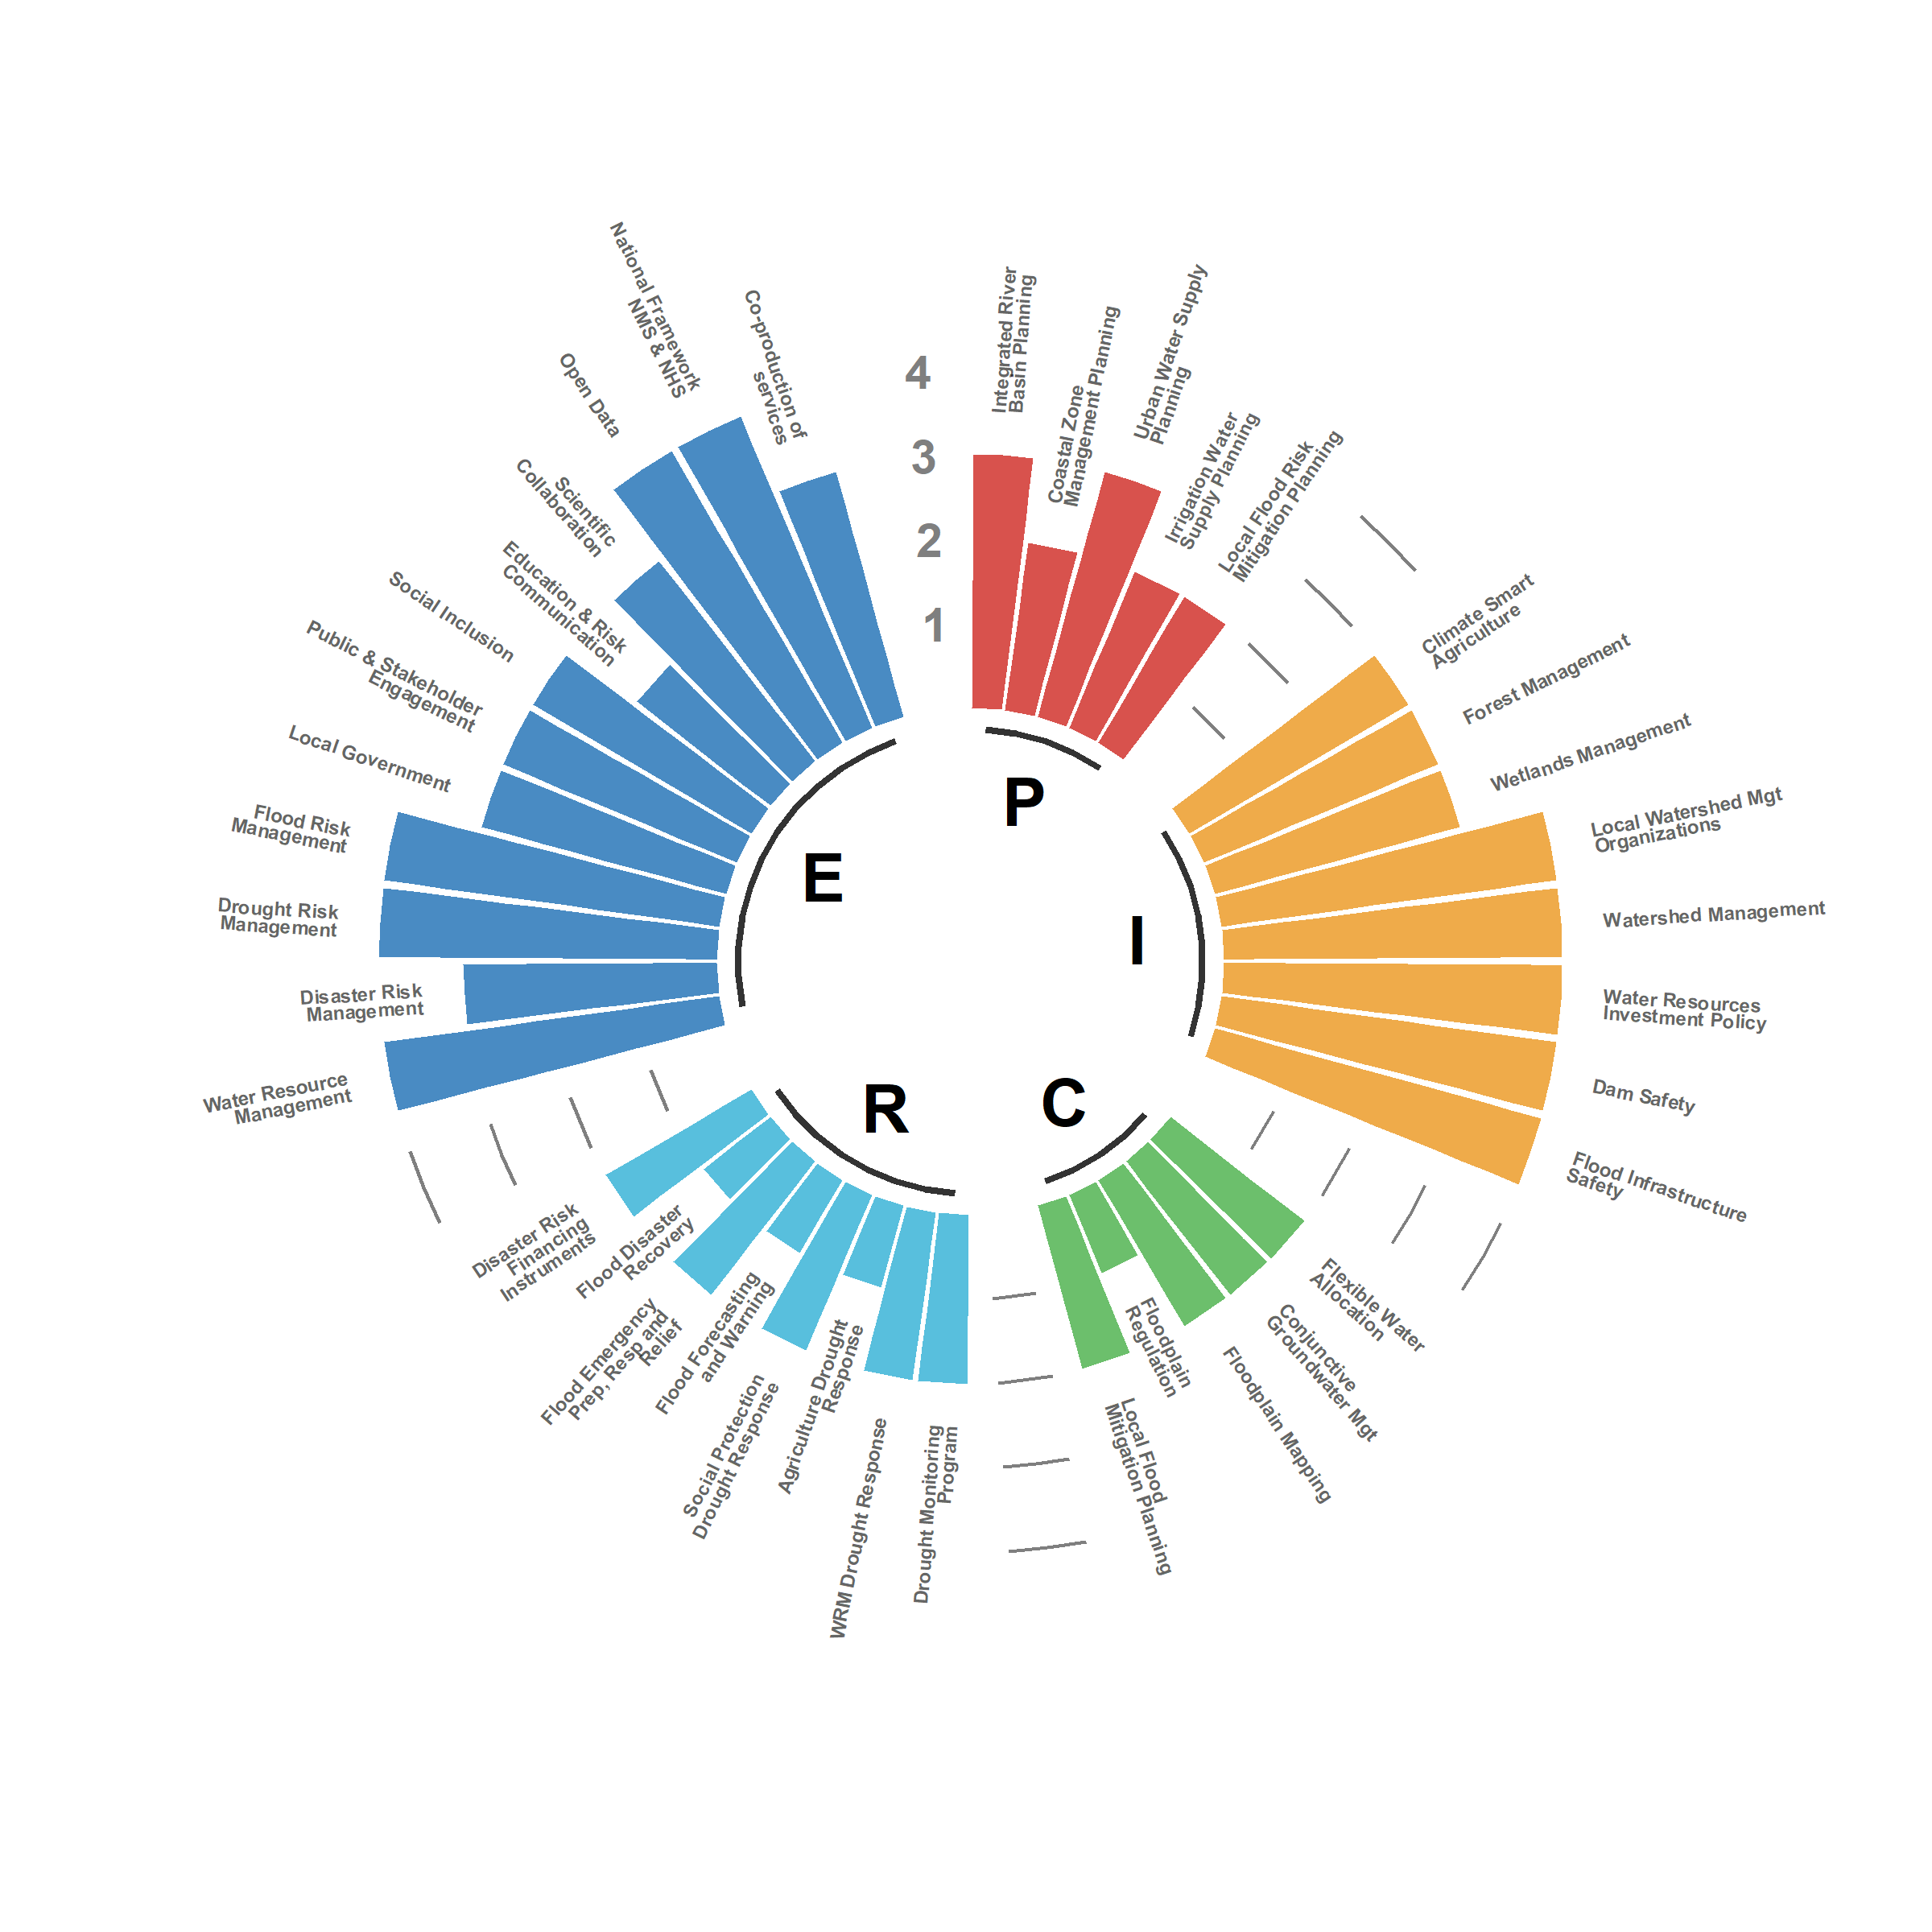 4
3
2
1
Integrated River
Basin Planning
Coastal Zone
Management Planning
Urban Water Supply
Planning
Irrigation Water
Supply Planning
Local Flood Risk
Mitigation Planning
Climate Smart
Agriculture
Forest Management
Wetlands Management
Local Watershed Mgt
Organizations
Watershed Management
Water Resources
Investment Policy
Dam Safety
Flood Infrastructure
Safety
Flexible Water
Allocation
Conjunctive
Groundwater Mgt
Floodplain Mapping
Floodplain
Regulation
Local Flood
Mitigation Planning
Drought Monitoring
Program
WRM Drought Response
Agriculture Drought
Response
Social Protection
Drought Response
Flood Forecasting
and Warning
Flood Emergency
Prep, Resp and
Relief
Flood Disaster
Recovery
Disaster Risk
Financing
Instruments
Water Resource
Management
Disaster Risk
Management
Drought Risk
Management
Flood Risk
Management
Local Government
Public & Stakeholder
Engagement
Social Inclusion
Education & Risk
Communication
Scientific
Collaboration
Open Data
National Framework
NMS & NHS
Co-production of
services
P
I
C
R
E